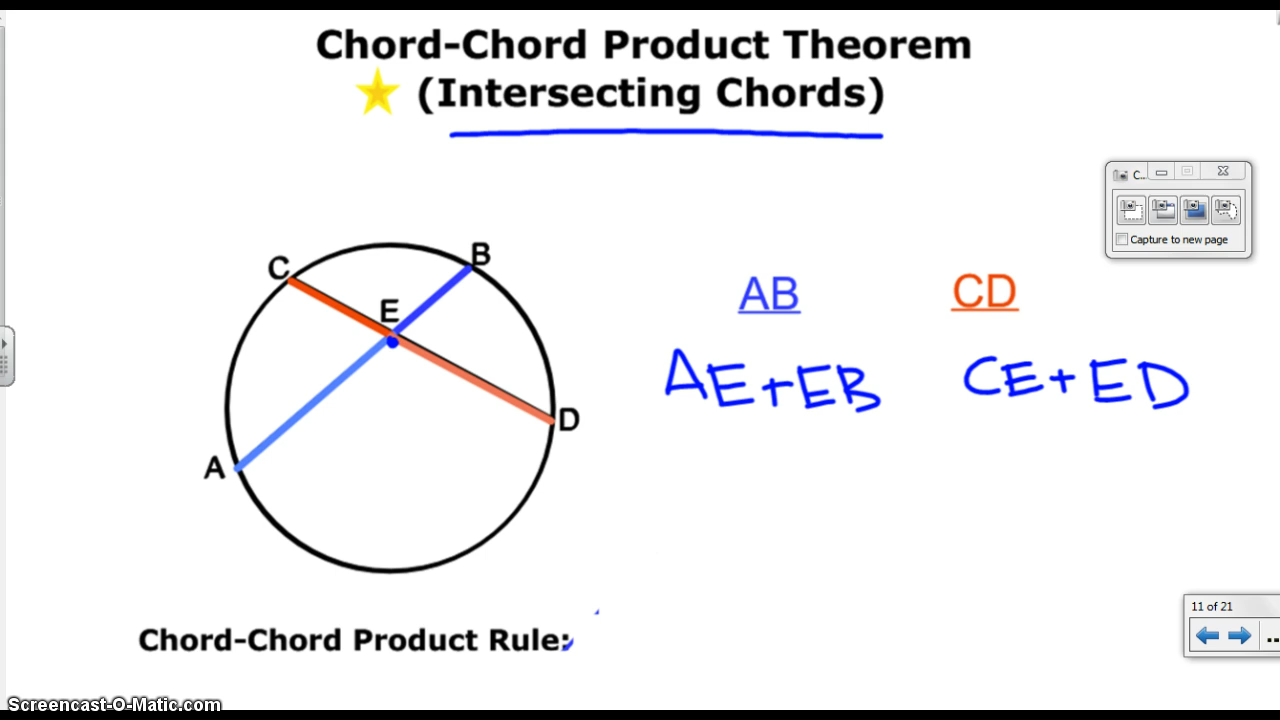 Chord-Chord Product Theorem
(Intersecting Chords)
C...
Capture to new page
C
B
E
D
A
AB
CD
AE+EB
CE+ED
11 of 21
..
Chord-Chord Product Rule:
Screencast-O-Matic.com